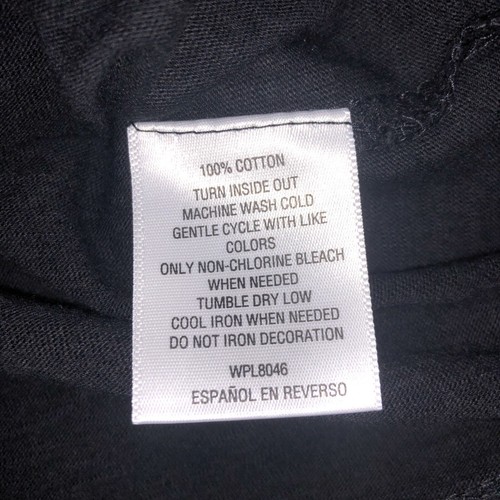 100% COTTON
TURN INSIDE OUT
MACHINE WASH COLD
GENTLE CYCLE WITH LIKE
COLORS
ONLY NON-CHLORINE BLEACH
WHEN NEEDED
TUMBLE DRY LOW
COOL IRON WHEN NEEDED
DO NOT IRON DECORATION
WPL8046
ESPAÑOL EN REVERSO